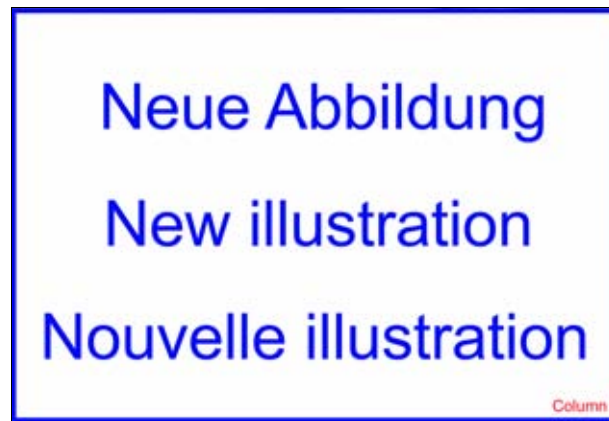 Neue Abbildung
New illustration
Nouvelle illustration
Column